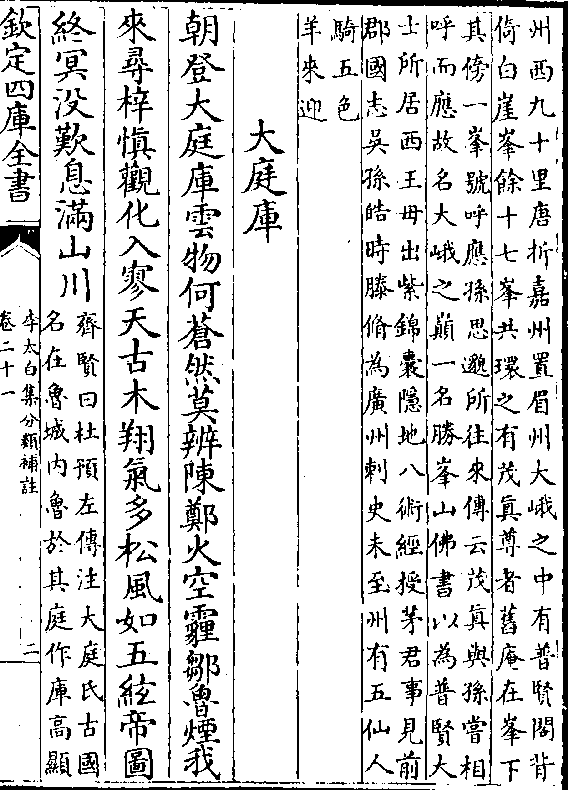 州西九十里唐折嘉州置眉州大峨之中有普賢閣背
倚白崖峯餘十七峯共環之有茂真尊者舊庵在峯下
其傍一峯號呼應孫思邈所往來傳云茂真與孫嘗相
呼而應故名大峨之巔一名勝峯山佛書以為普賢大
士所居西王母出紫錦囊隱地八術經授茅君事見前
郡國志吳孫皓時滕脩為廣州刺史未至州有五仙人
騎五色
羊來迎
大庭庫
朝登大庭庫雲物何蒼然莫辨陳鄭火空霾鄒魯煙我
來尋梓慎觀化入寥天古木翔氣多松風如五絃帝圖
終冥没歎息滿山川
齊賢曰杜預左傳注大庭氏古國
名在魯城内魯於其庭作庫高顯
欽定四庫全書
李太白集分類補註
卷二十一
二